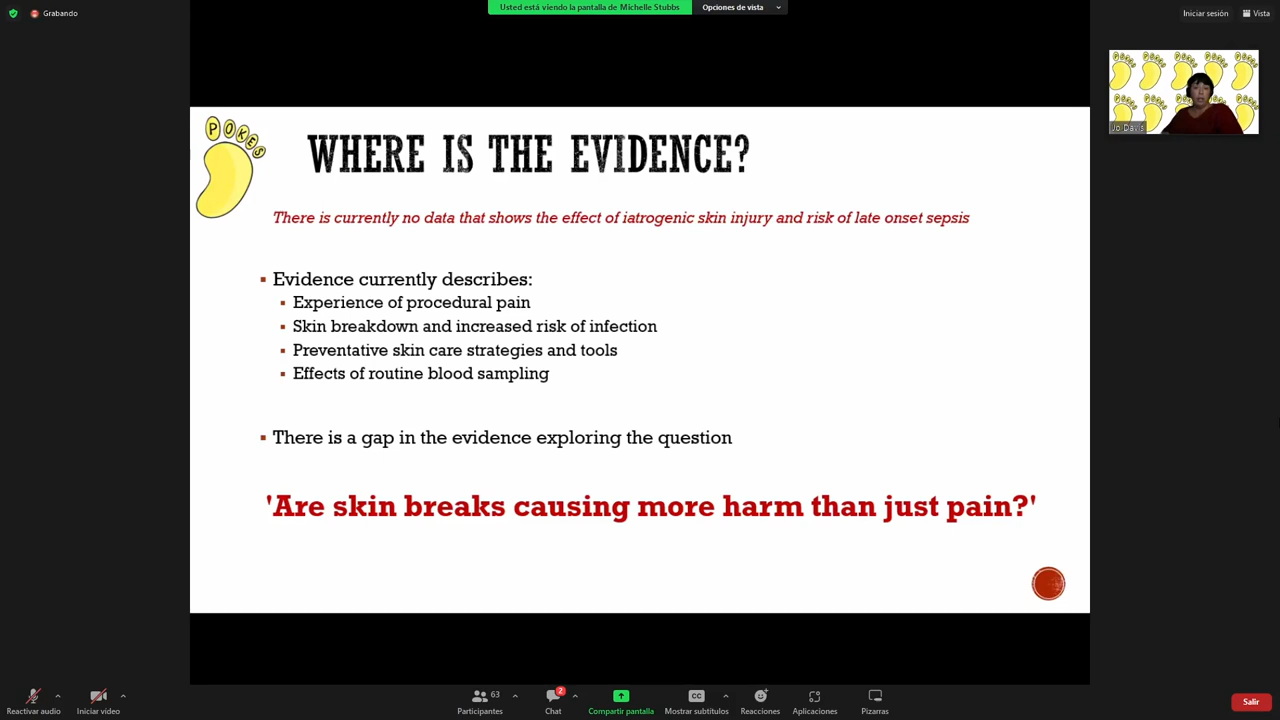 Grabando
Usted está viendo la pantalla de Michelle Stubbs
Opciones de vista
Iniciar sesión
Vista
POKES
WHERE IS THE EVIDENCE?
There is currently no data that shows the effect of iatrogenic skin injury and risk of late onset sepsis
Evidence currently describes:
Experience of procedural pain
Skin breakdown and increased risk of infection
Preventative skin care strategies and tools
Effects of routine blood sampling
There is a gap in the evidence exploring the question
'Are skin breaks causing more harm than just pain?'
POKES POKES POKES POKES POKES
Jo Davis
Reactivar audio
Iniciar video
63
Participantes
2
Chat
Compartir pantalla
CC
Mostrar subtítulos
Reacciones
Aplicaciones
Pizarras
Salir